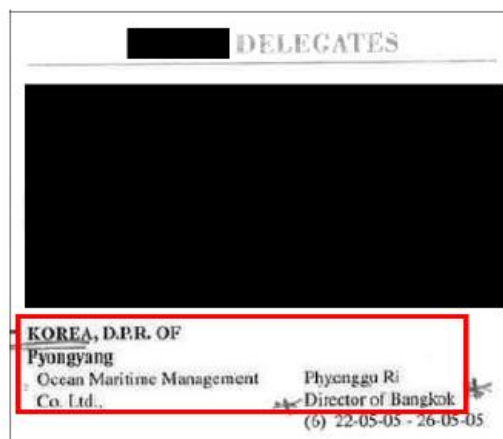 DELEGATES
KOREA, D.P.R. OF
Pyongyang
Ocean Maritime Management Phyonggu Ri
Co. Ltd., Director of Bangkok
(6) 22-05-05 - 26-05-05